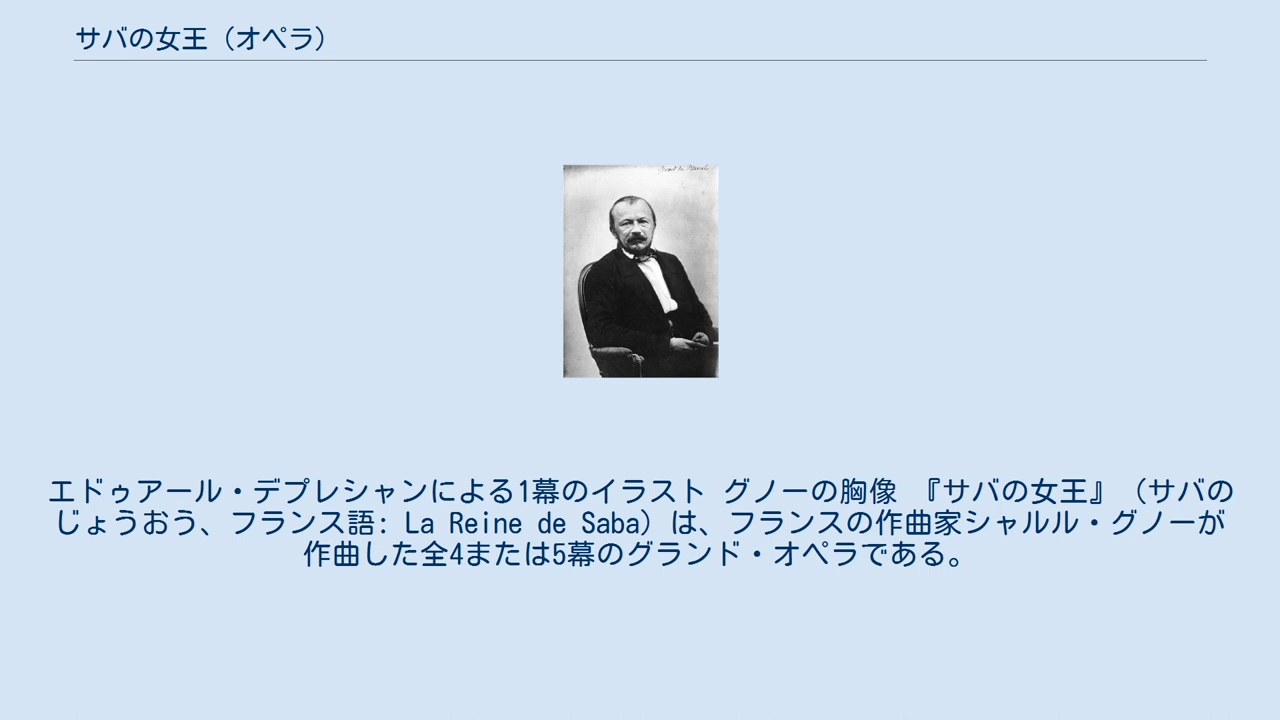 サバの女王（オペラ）
エドゥアール・デプレシャンによる1幕のイラスト グノーの胸像 『サバの女王』（サバの
じょうおう、フランス語: La Reine de Saba）は、フランスの作曲家シャルル・グノーが
作曲した全4または5幕のグランド・オペラである。